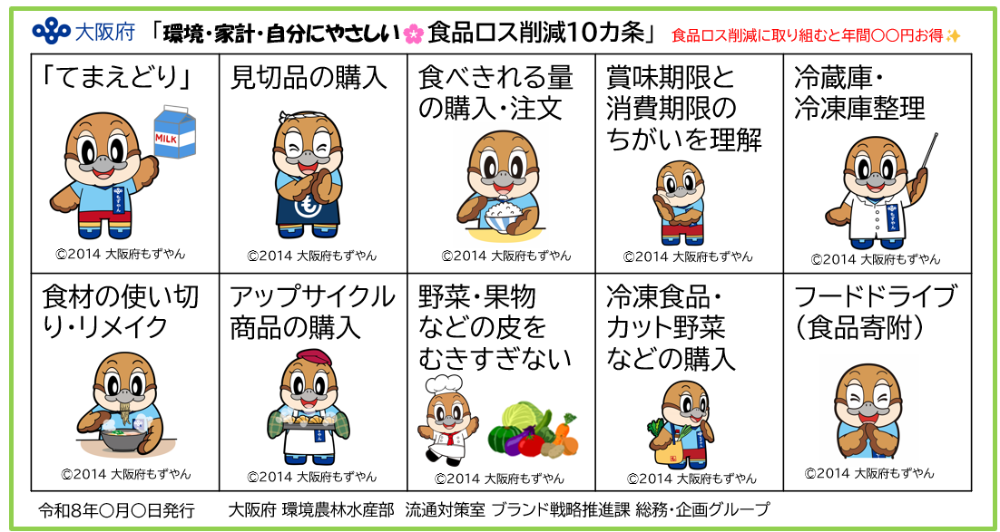 大阪府 「環境・家計・自分にやさしい🌸食品ロス削減10カ条」 食品ロス削減に取り組むと年間〇〇円お得✨
「てまえどり」
MILK
もずやん
©2014 大阪府もずやん
見切品の購入
も
©2014 大阪府もずやん
食べきれる量
の購入・注文
©2014 大阪府もずやん
賞味期限と
消費期限の
ちがいを理解
©2014 大阪府もずやん
冷蔵庫・
冷凍庫整理
もずやん
©2014 大阪府もずやん
食材の使い切
り・リメイク
©2014 大阪府もずやん
アップサイクル
商品の購入
©2014 大阪府もずやん
野菜・果物
などの皮を
むきすぎない
©2014 大阪府もずやん
冷凍食品・
カット野菜
などの購入
©2014 大阪府もずやん
フードドライブ
(食品寄附)
©2014 大阪府もずやん
令和8年〇月〇日発行 大阪府 環境農林水産部 流通対策室 ブランド戦略推進課 総務・企画グループ